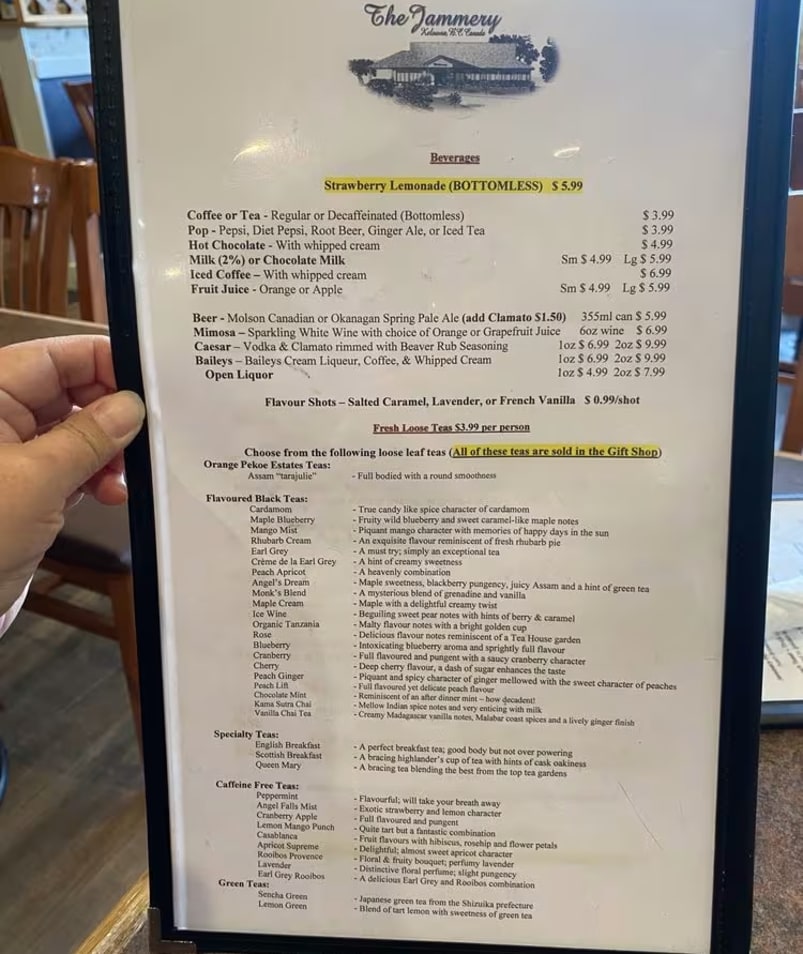 The Jammery
Kelowna, B.C. Canada
Beverages
Strawberry Lemonade (BOTTOMLESS) $ 5.99
Coffee or Tea - Regular or Decaffeinated (Bottomless) $ 3.99
Pop - Pepsi, Diet Pepsi, Root Beer, Ginger Ale, or Iced Tea $ 3.99
Hot Chocolate - With whipped cream $ 4.99
Milk (2%) or Chocolate Milk Sm $ 4.99 Lg $ 5.99
Iced Coffee – With whipped cream $ 6.99
Fruit Juice - Orange or Apple Sm $ 4.99 Lg $ 5.99
Beer - Molson Canadian or Okanagan Spring Pale Ale (add Clamato $1.50) 355ml can $ 5.99
Mimosa – Sparkling White Wine with choice of Orange or Grapefruit Juice 6oz wine $ 6.99
Caesar – Vodka & Clamato rimmed with Beaver Rub Seasoning 1oz $ 6.99 2oz $ 9.99
Baileys – Baileys Cream Liqueur, Coffee, & Whipped Cream 1oz $ 6.99 2oz $ 9.99
Open Liquor 1oz $ 4.99 2oz $ 7.99
Flavour Shots – Salted Caramel, Lavender, or French Vanilla $ 0.99/shot
Fresh Loose Teas $3.99 per person
Choose from the following loose leaf teas (All of these teas are sold in the Gift Shop)
Orange Pekoe Estates Teas:
Assam "tarajulie" - Full bodied with a round smoothness
Flavoured Black Teas:
Cardamom - True candy like spice character of cardamom
Maple Blueberry - Fruity wild blueberry and sweet caramel-like maple notes
Mango Mist - Piquant mango character with memories of happy days in the sun
Rhubarb Cream - An exquisite flavour reminiscent of fresh rhubarb pie
Earl Grey - A must try; simply an exceptional tea
Crème de la Earl Grey - A hint of creamy sweetness
Peach Apricot - A heavenly combination
Angel's Dream - Maple sweetness, blackberry pungency, juicy Assam and a hint of green tea
Monk's Blend - A mysterious blend of grenadine and vanilla
Maple Cream - Maple with a delightful creamy twist
Ice Wine - Beguiling sweet pear notes with hints of berry & caramel
Organic Tanzania - Malty flavour notes with a bright golden cup
Rose - Delicious flavour notes reminiscent of a Tea House garden
Blueberry - Intoxicating blueberry aroma and sprightly full flavour
Cranberry - Full flavoured and pungent with a saucy cranberry character
Cherry - Deep cherry flavour, a dash of sugar enhances the taste
Peach Ginger - Piquant and spicy character of ginger mellowed with the sweet character of peaches
Peach Lift - Full flavoured yet delicate peach flavour
Chocolate Mint - Reminiscent of an after dinner mint – how decadent!
Kama Sutra Chai - Mellow Indian spice notes and very enticing with milk
Vanilla Chai Tea - Creamy Madagascar vanilla notes, Malabar coast spices and a lively ginger finish
Specialty Teas:
English Breakfast - A perfect breakfast tea; good body but not over powering
Scottish Breakfast - A bracing highlander's cup of tea with hints of cask oakiness
Queen Mary - A bracing tea blending the best from the top tea gardens
Caffeine Free Teas:
Peppermint - Flavourful; will take your breath away
Angel Falls Mist - Exotic strawberry and lemon character
Cranberry Apple - Full flavoured and pungent
Lemon Mango Punch - Quite tart but a fantastic combination
Casablanca - Fruit flavours with hibiscus, rosehip and flower petals
Apricot Supreme - Delightful; almost sweet apricot character
Rooibos Provence - Floral & fruity bouquet; perfumy lavender
Lavender - Distinctive floral perfume; slight pungency
Earl Grey Rooibos - A delicious Earl Grey and Rooibos combination
Green Teas:
Sencha Green - Japanese green tea from the Shizuika prefecture
Lemon Green - Blend of tart lemon with sweetness of green tea